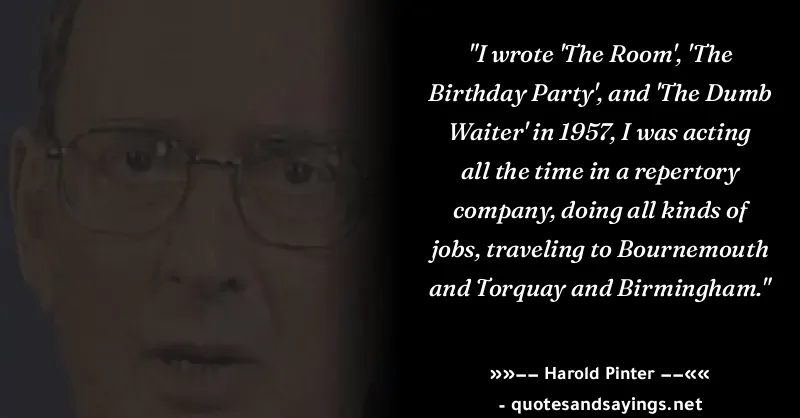 "I wrote 'The Room', 'The
Birthday Party', and 'The Dumb
Waiter' in 1957, I was acting
all the time in a repertory
company, doing all kinds of
jobs, traveling to Bournemouth
and Torquay and Birmingham."
»»–– Harold Pinter ––««
- quotesandsayings.net